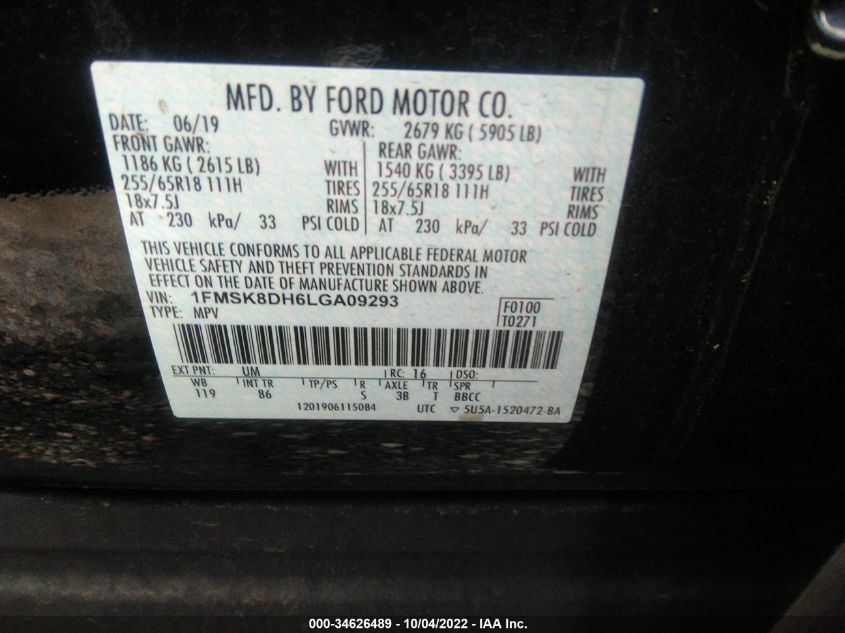 MFD. BY FORD MOTOR CO.
DATE: 06/19 GVWR: 2679 KG ( 5905 LB)
FRONT GAWR: REAR GAWR:
1186 KG ( 2615 LB) WITH 1540 KG ( 3395 LB) WITH
255/65R18 111H TIRES 255/65R18 111H TIRES
18x7.5J RIMS 18x7.5J RIMS
AT 230 kPa/ 33 PSI COLD AT 230 kPa/ 33 PSI COLD
THIS VEHICLE CONFORMS TO ALL APPLICABLE FEDERAL MOTOR
VEHICLE SAFETY AND THEFT PREVENTION STANDARDS IN
EFFECT ON THE DATE OF MANUFACTURE SHOWN ABOVE.
VIN: 1FMSK8DH6LGA09293 F0100
TYPE: MPV T0271
EXT PNT: UM RC: 16 DSO:
WB INT TR TP/PS R AXLE TR SPR
119 86 S 3B T BBCC
1201906115084 UTC ▽ 5U5A-1520472-BA
000-34626489 - 10/04/2022 - IAA Inc.